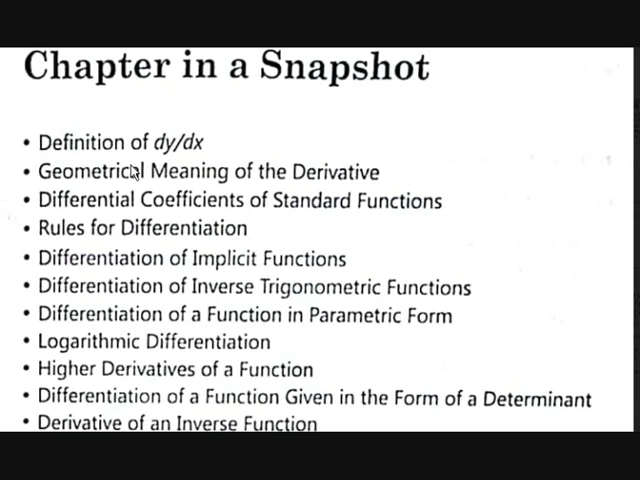 Chapter in a Snapshot
• Definition of dy/dx
• Geometrical Meaning of the Derivative
• Differential Coefficients of Standard Functions
• Rules for Differentiation
• Differentiation of Implicit Functions
• Differentiation of Inverse Trigonometric Functions
• Differentiation of a Function in Parametric Form
• Logarithmic Differentiation
• Higher Derivatives of a Function
• Differentiation of a Function Given in the Form of a Determinant
• Derivative of an Inverse Function